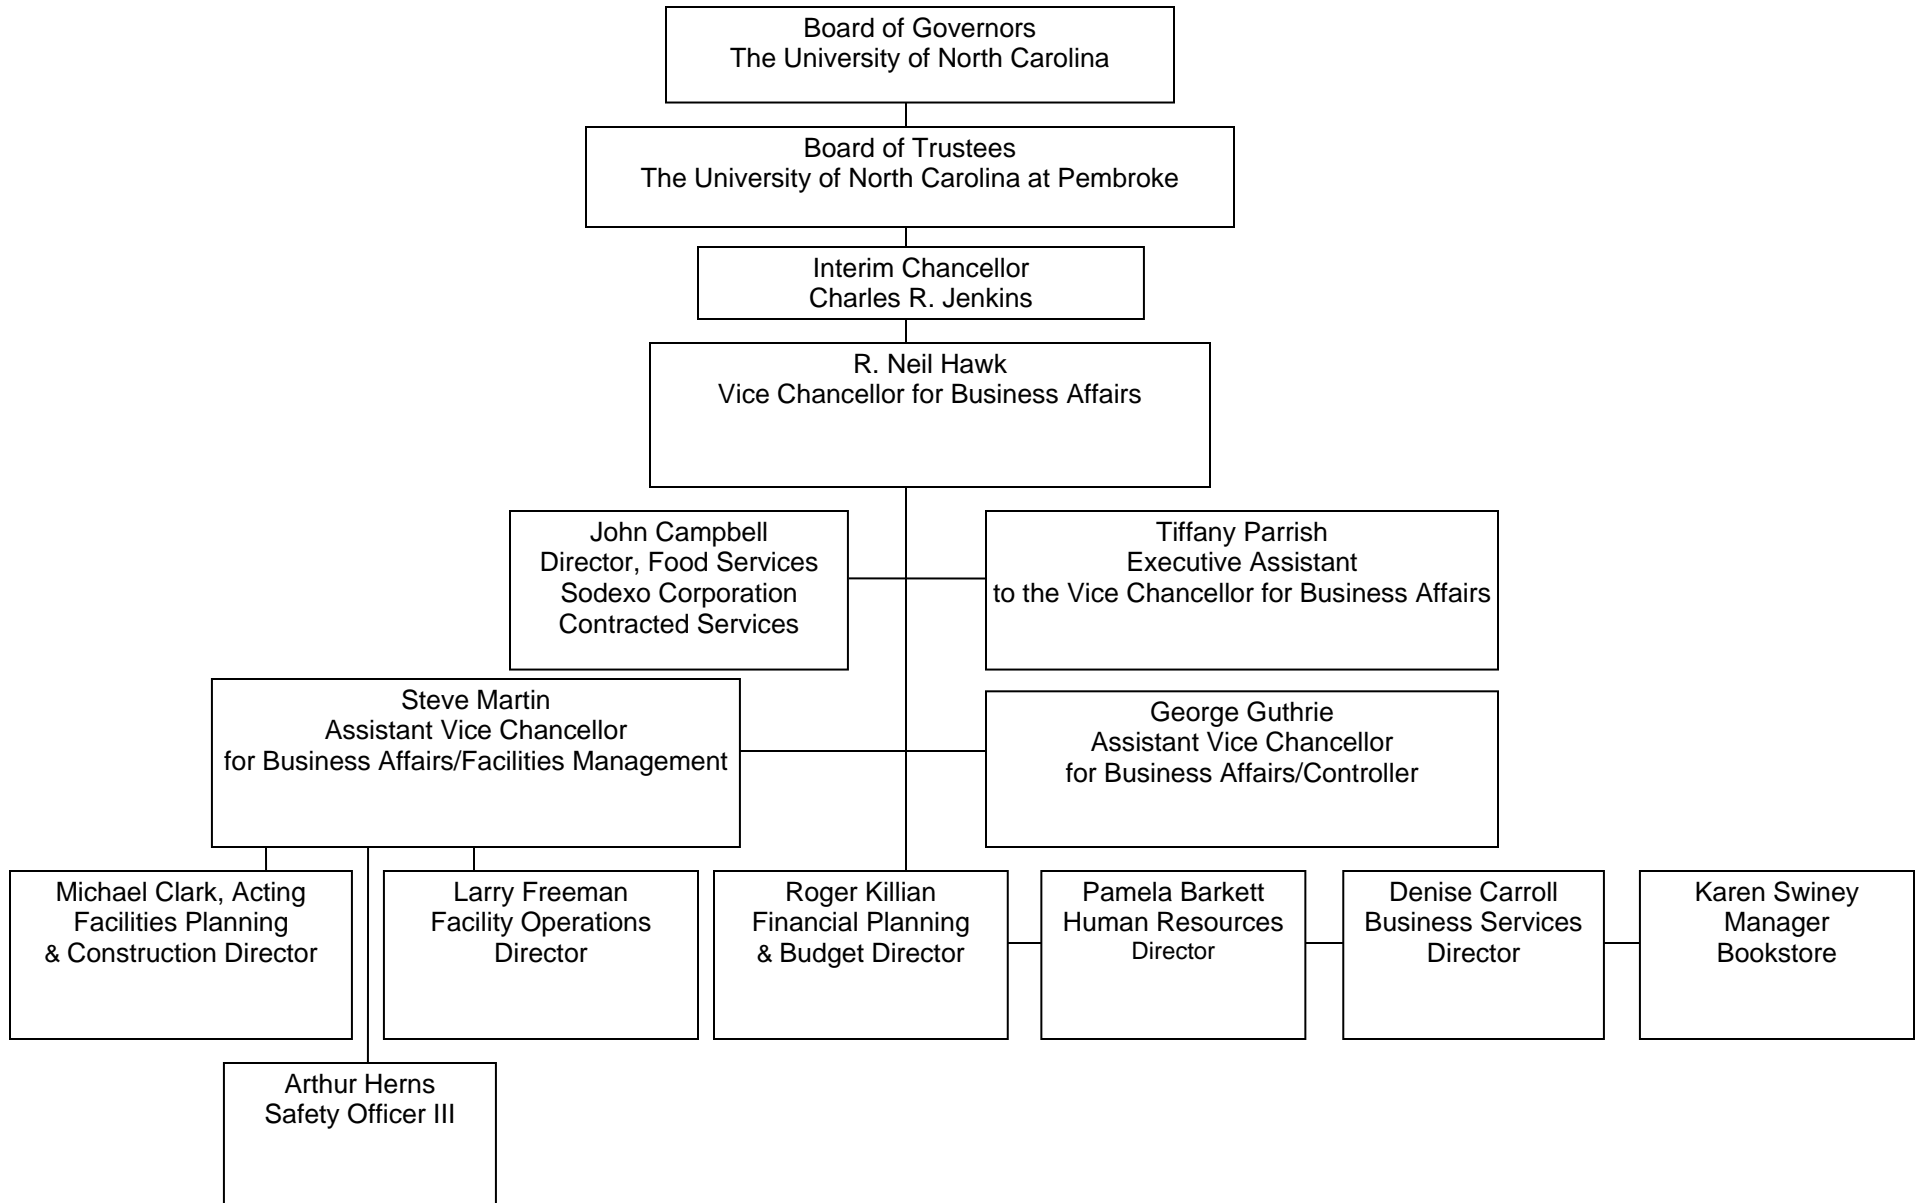 Board of Governors
The University of North Carolina
Board of Trustees
The University of North Carolina at Pembroke
Interim Chancellor
Charles R. Jenkins
R. Neil Hawk
Vice Chancellor for Business Affairs
John Campbell
Director, Food Services
Sodexo Corporation
Contracted Services
Tiffany Parrish
Executive Assistant
to the Vice Chancellor for Business Affairs
Steve Martin
Assistant Vice Chancellor
for Business Affairs/Facilities Management
George Guthrie
Assistant Vice Chancellor
for Business Affairs/Controller
Michael Clark, Acting
Facilities Planning
& Construction Director
Larry Freeman
Facility Operations
Director
Roger Killian
Financial Planning
& Budget Director
Pamela Barkett
Human Resources
Director
Denise Carroll
Business Services
Director
Karen Swiney
Manager
Bookstore
Arthur Herns
Safety Officer III